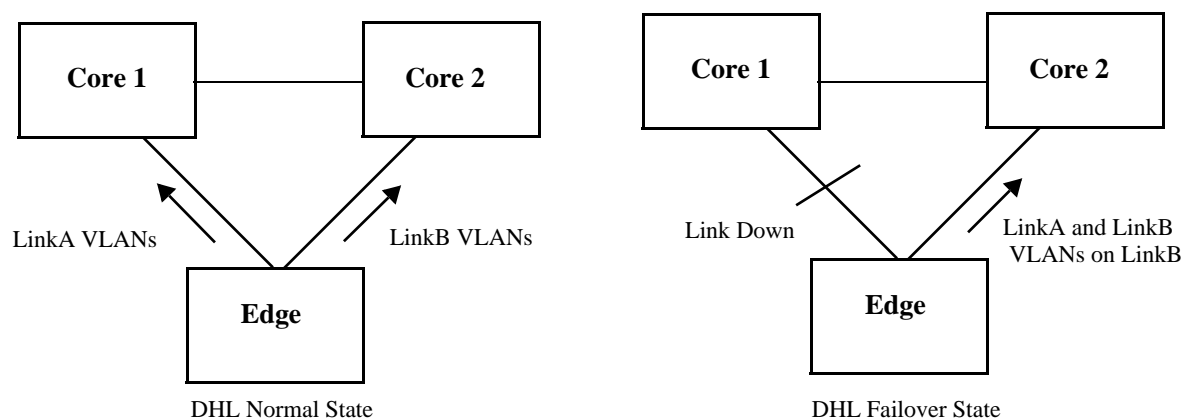 Core 1
Core 2
LinkA VLANs
LinkB VLANs
Edge
DHL Normal State
Core 1
Core 2
Link Down
LinkA and LinkB
VLANs on LinkB
Edge
DHL Failover State